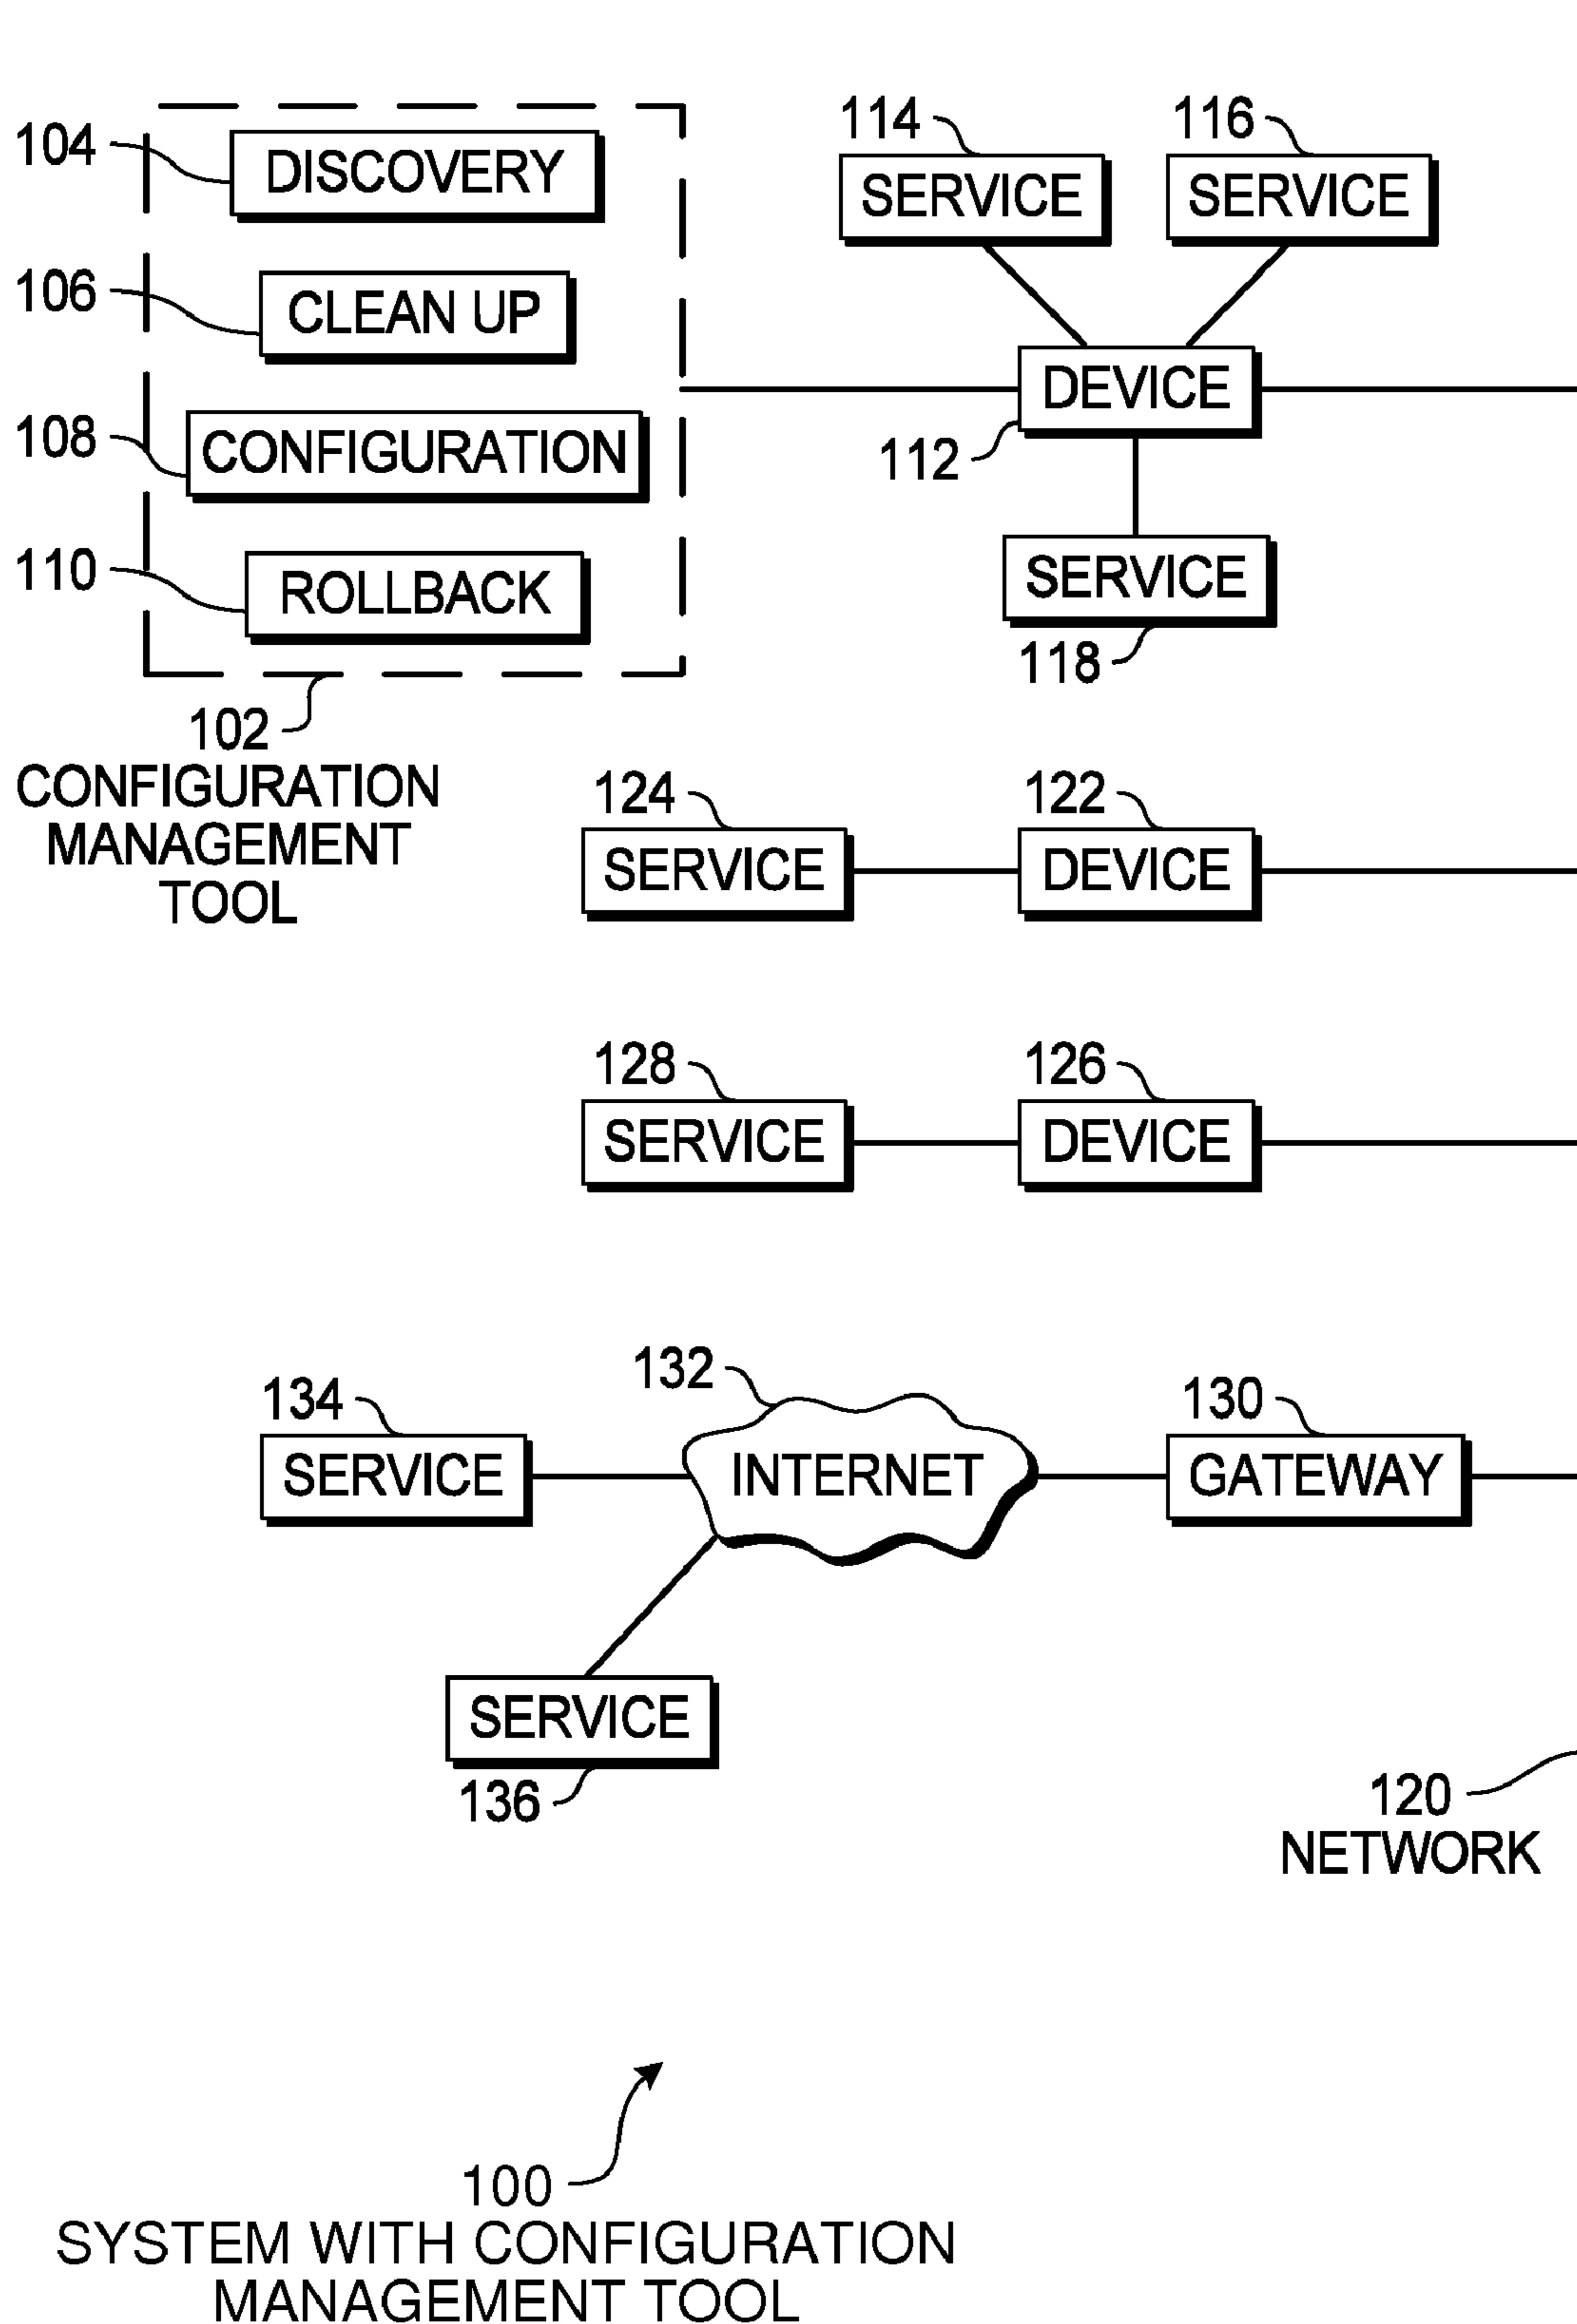 104
DISCOVERY
106
CLEAN UP
108
CONFIGURATION
110
ROLLBACK
102
CONFIGURATION
MANAGEMENT
TOOL
114
SERVICE
116
SERVICE
DEVICE
112
SERVICE
118
124
SERVICE
122
DEVICE
128
SERVICE
126
DEVICE
134
SERVICE
132
INTERNET
130
GATEWAY
SERVICE
136
120
NETWORK
100
SYSTEM WITH CONFIGURATION
MANAGEMENT TOOL